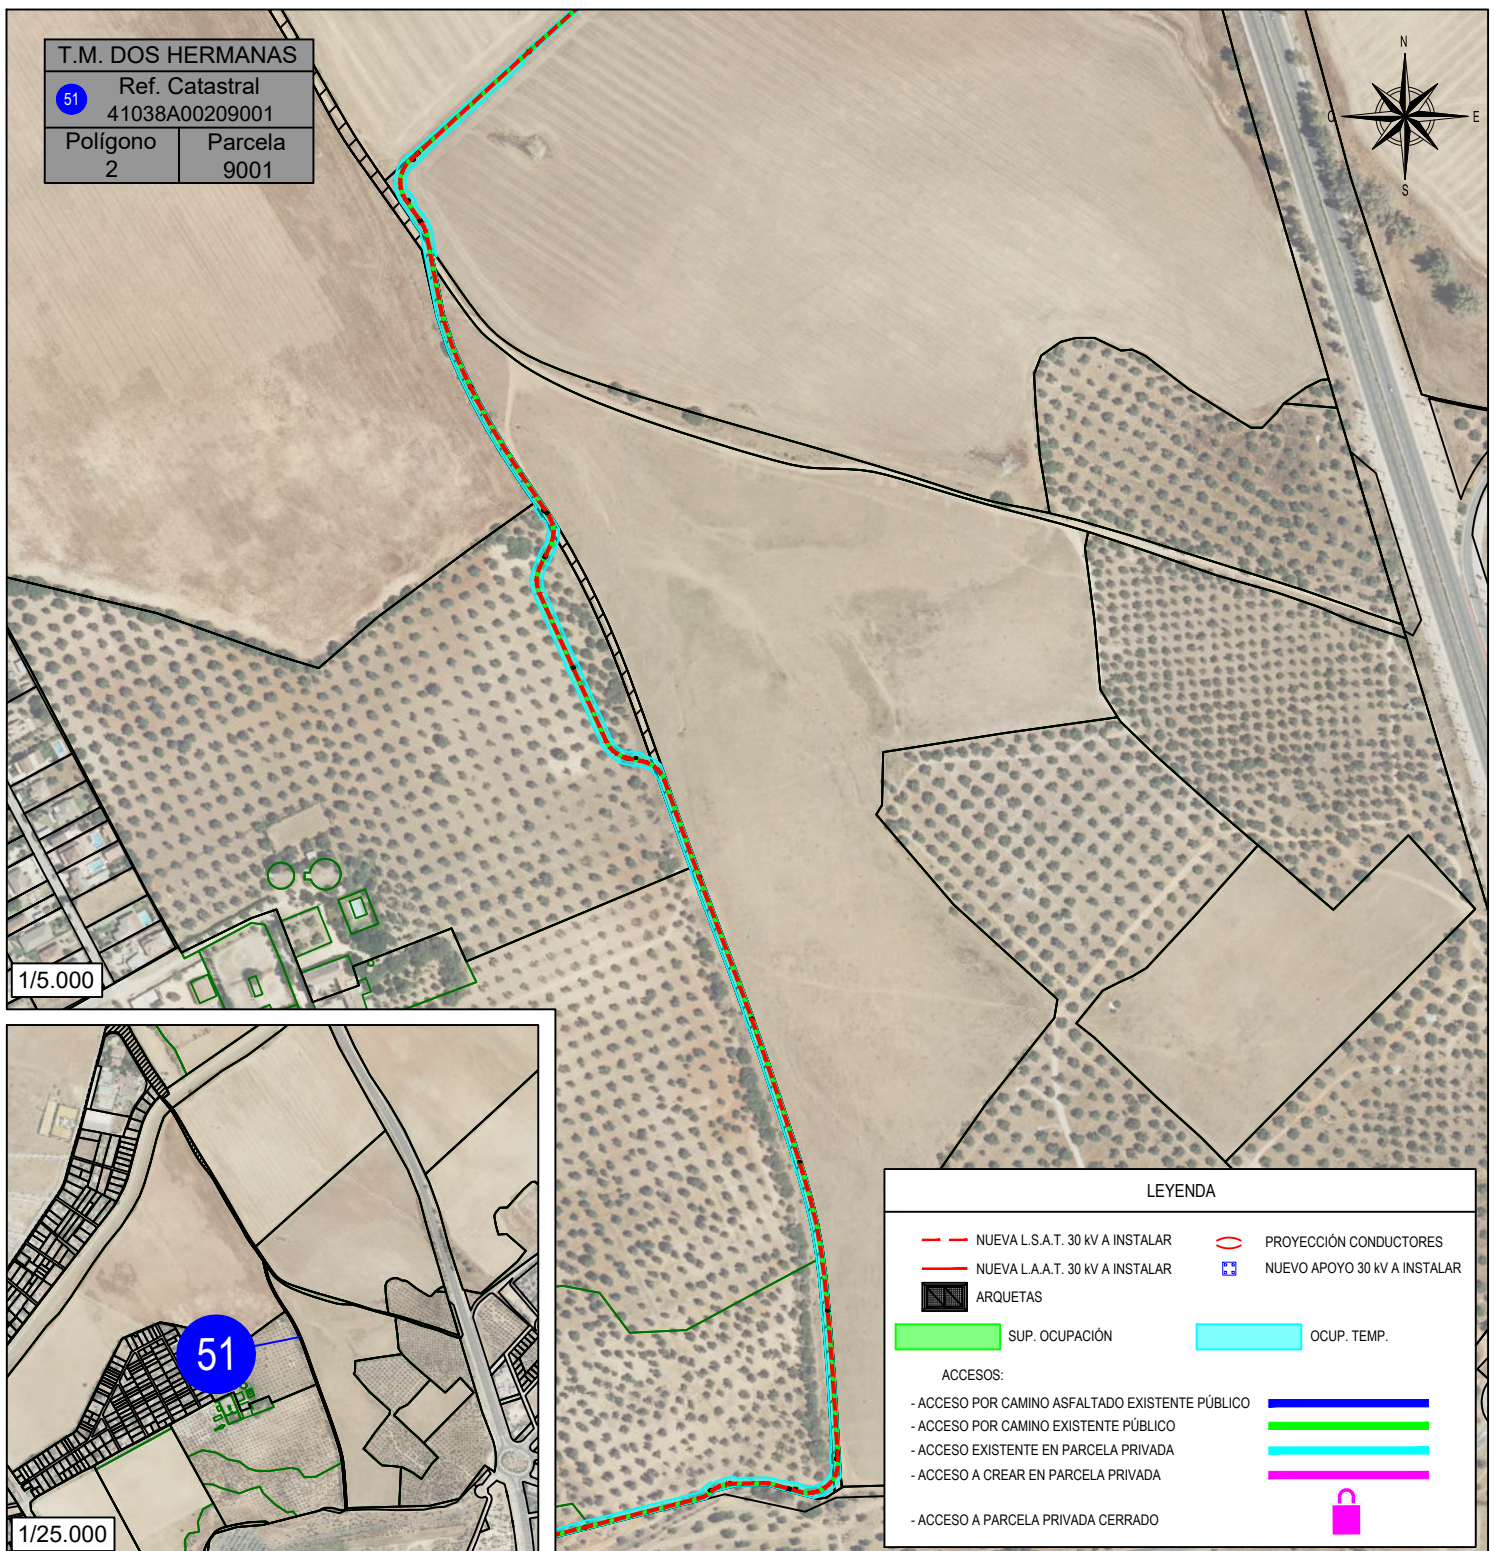 T.M. DOS HERMANAS
51
Ref. Catastral
41038A00209001
Polígono
2
Parcela
9001
N
O
E
S
1/5.000
51
1/25.000
LEYENDA
NUEVA L.S.A.T. 30 kV A INSTALAR
PROYECCIÓN CONDUCTORES
NUEVA L.A.A.T. 30 kV A INSTALAR
NUEVO APOYO 30 kV A INSTALAR
ARQUETAS
SUP. OCUPACIÓN
OCUP. TEMP.
ACCESOS:
- ACCESO POR CAMINO ASFALTADO EXISTENTE PÚBLICO
- ACCESO POR CAMINO EXISTENTE PÚBLICO
- ACCESO EXISTENTE EN PARCELA PRIVADA
- ACCESO A CREAR EN PARCELA PRIVADA
- ACCESO A PARCELA PRIVADA CERRADO